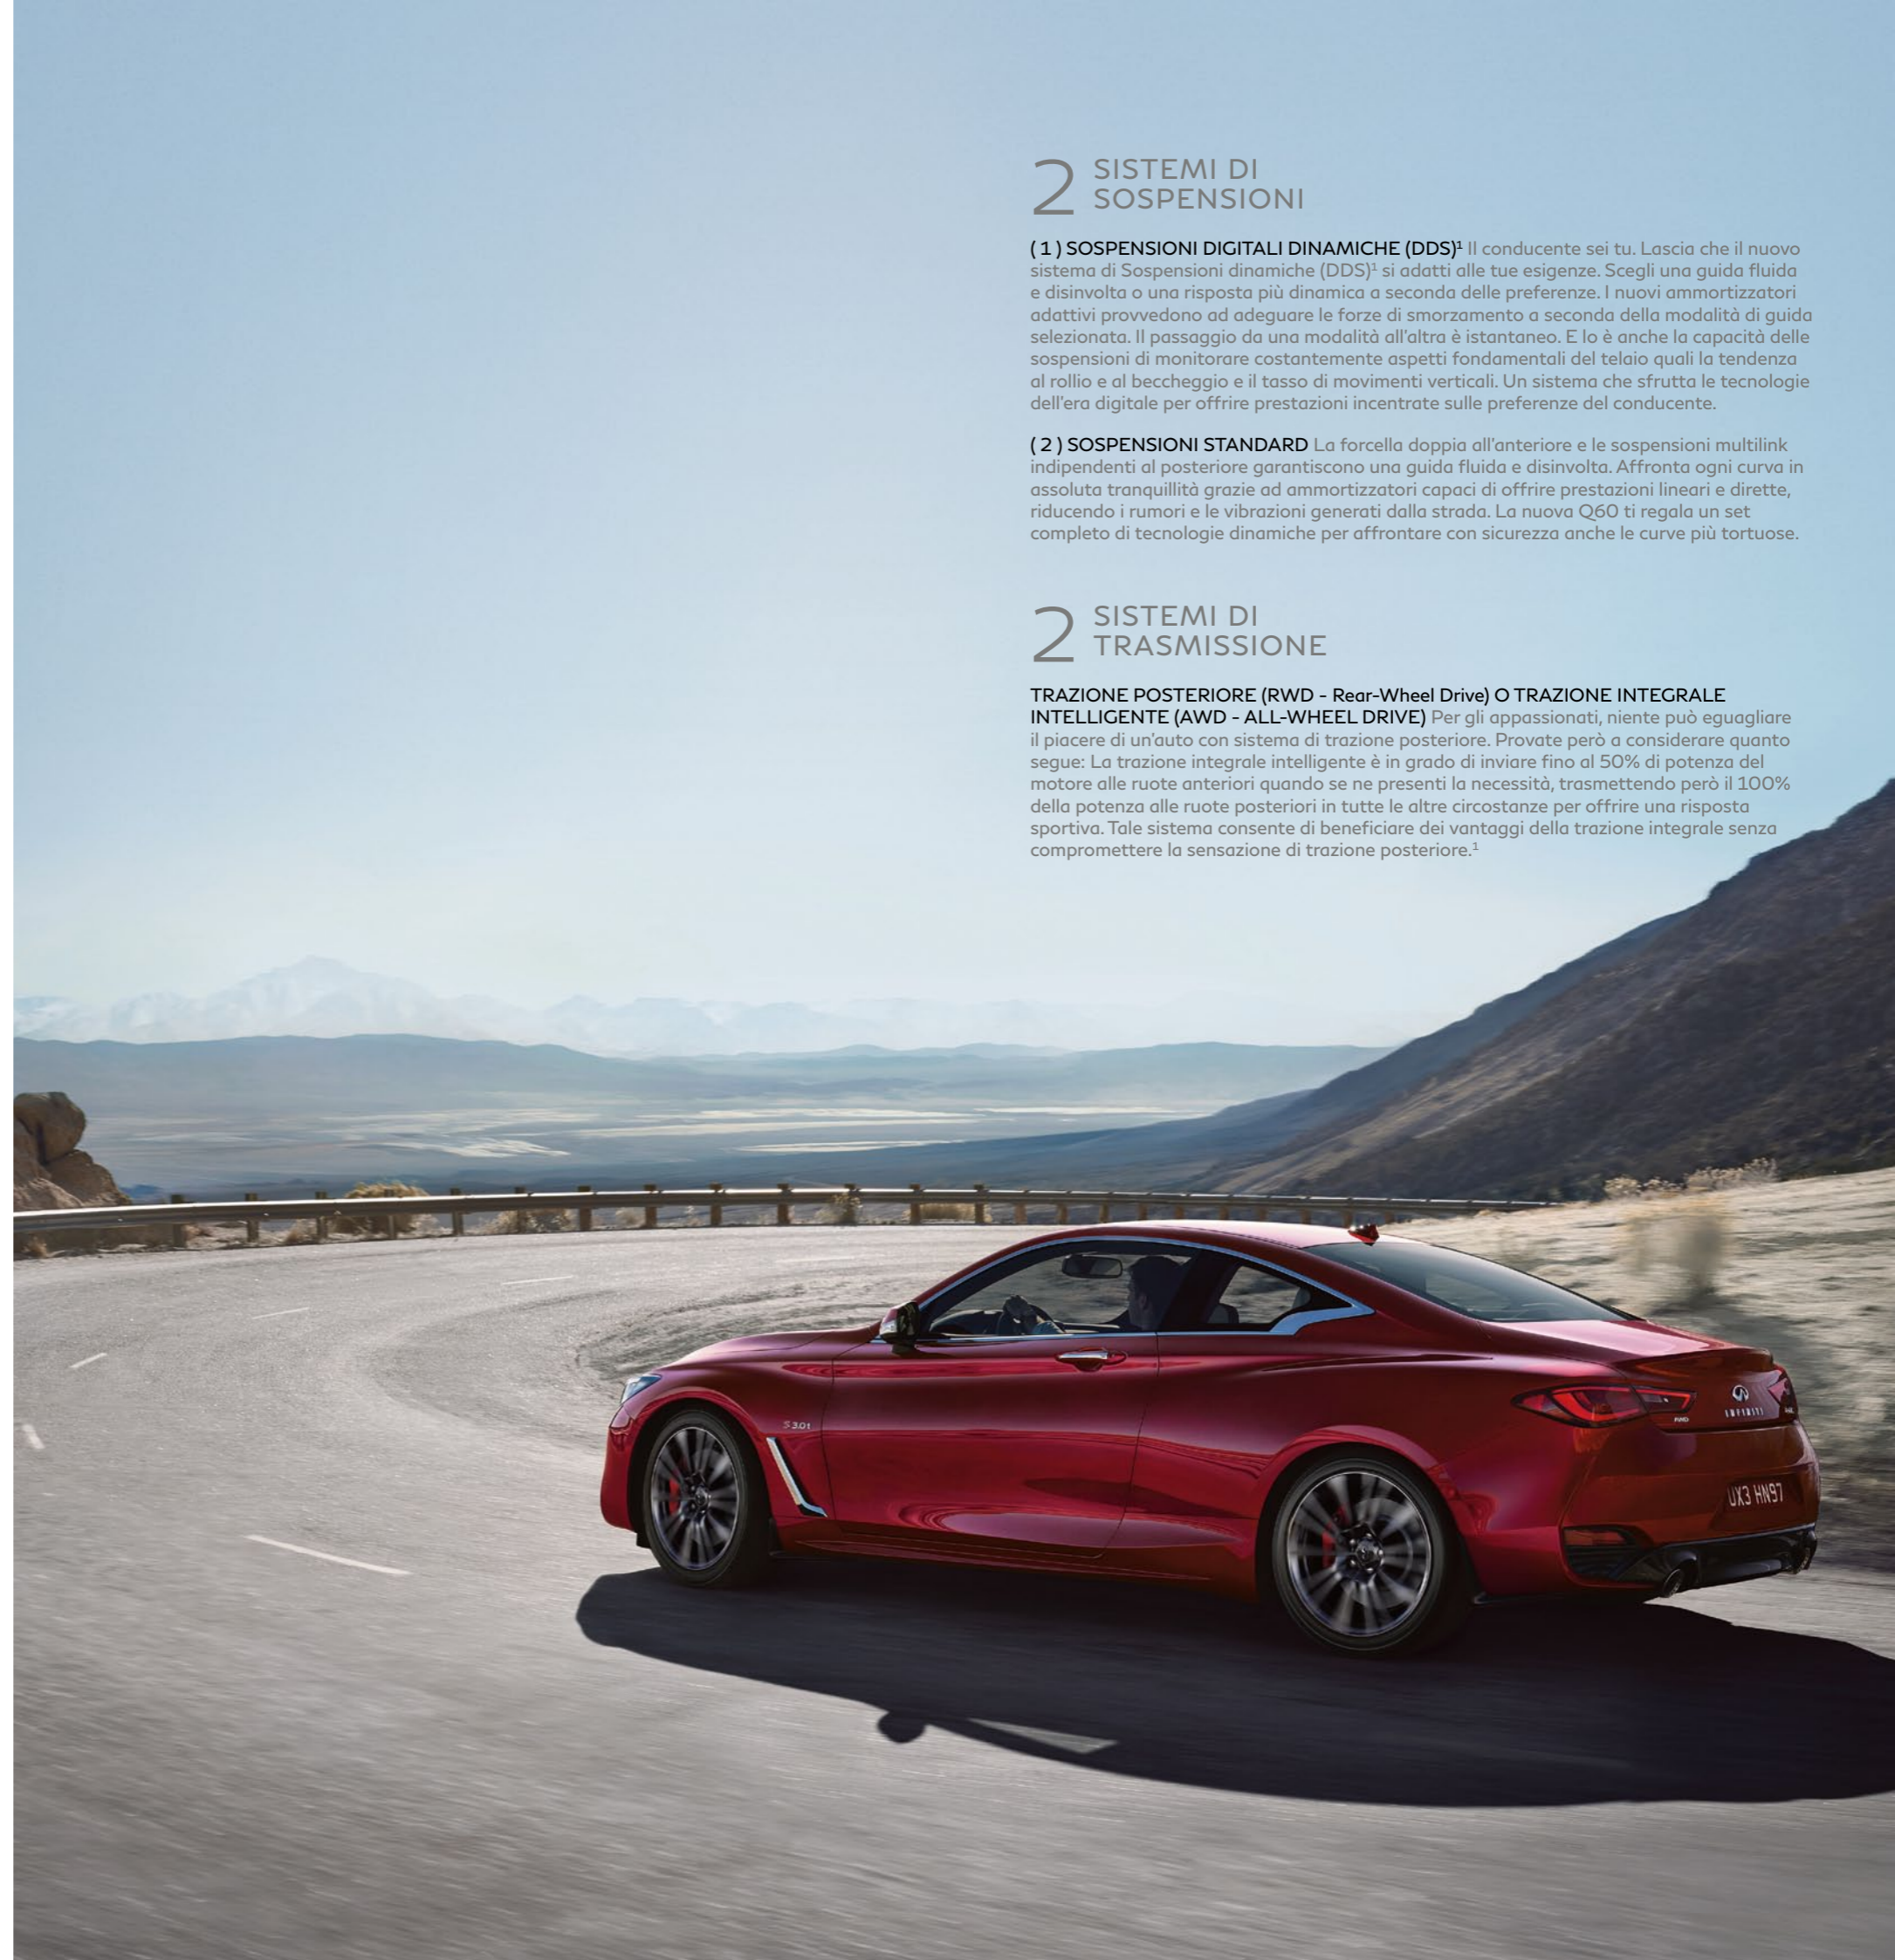 2 SISTEMI DI
SOSPENSIONI
( 1 ) SOSPENSIONI DIGITALI DINAMICHE (DDS)¹ Il conducente sei tu. Lascia che il nuovo
sistema di Sospensioni dinamiche (DDS)¹ si adatti alle tue esigenze. Scegli una guida fluida
e disinvolta o una risposta più dinamica a seconda delle preferenze. I nuovi ammortizzatori
adattivi provvedono ad adeguare le forze di smorzamento a seconda della modalità di guida
selezionata. Il passaggio da una modalità all'altra è istantaneo. E lo è anche la capacità delle
sospensioni di monitorare costantemente aspetti fondamentali del telaio quali la tendenza
al rollio e al beccheggio e il tasso di movimenti verticali. Un sistema che sfrutta le tecnologie
dell'era digitale per offrire prestazioni incentrate sulle preferenze del conducente.
( 2 ) SOSPENSIONI STANDARD La forcella doppia all'anteriore e le sospensioni multilink
indipendenti al posteriore garantiscono una guida fluida e disinvolta. Affronta ogni curva in
assoluta tranquillità grazie ad ammortizzatori capaci di offrire prestazioni lineari e dirette,
riducendo i rumori e le vibrazioni generati dalla strada. La nuova Q60 ti regala un set
completo di tecnologie dinamiche per affrontare con sicurezza anche le curve più tortuose.
2 SISTEMI DI
TRASMISSIONE
TRAZIONE POSTERIORE (RWD - Rear-Wheel Drive) O TRAZIONE INTEGRALE
INTELLIGENTE (AWD - ALL-WHEEL DRIVE) Per gli appassionati, niente può eguagliare
il piacere di un'auto con sistema di trazione posteriore. Provate però a considerare quanto
segue: La trazione integrale intelligente è in grado di inviare fino al 50% di potenza del
motore alle ruote anteriori quando se ne presenti la necessità, trasmettendo però il 100%
della potenza alle ruote posteriori in tutte le altre circostanze per offrire una risposta
sportiva. Tale sistema consente di beneficiare dei vantaggi della trazione integrale senza
compromettere la sensazione di trazione posteriore.¹
S 3.0t
INFINITI
UX3 HN97